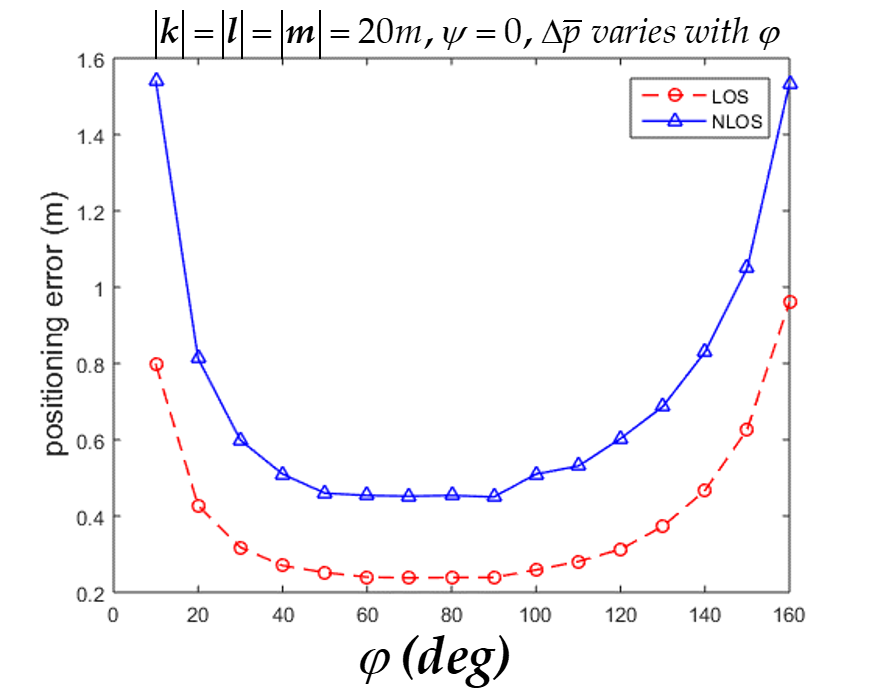 |k| = |l| = |m| = 20m, ψ = 0, Δp̅ varies with φ
1.6
1.4
1.2
1
0.8
0.6
0.4
0.2
positioning error (m)
LOS
NLOS
0 20 40 60 80 100 120 140 160
φ (deg)